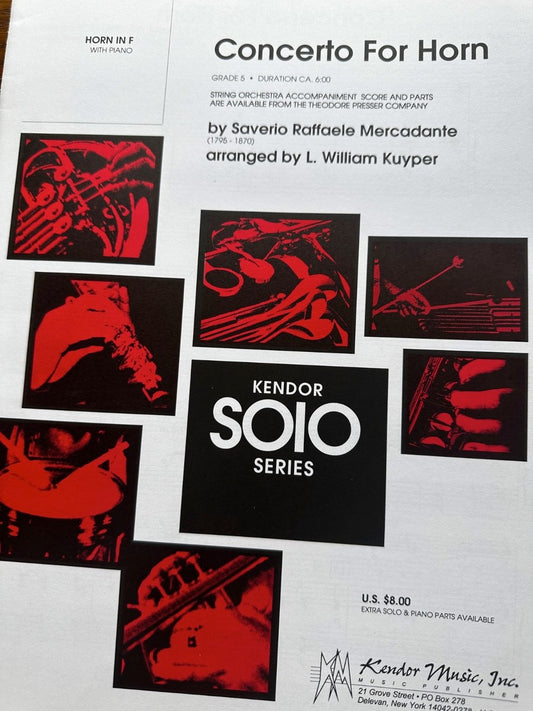 HORN IN F
WITH PIANO
Concerto For Horn
GRADE 5 • DURATION CA. 6:00
STRING ORCHESTRA ACCOMPANIMENT SCORE AND PARTS
ARE AVAILABLE FROM THE THEODORE PRESSER COMPANY
by Saverio Raffaele Mercadante
(1795 - 1870)
arranged by L. William Kuyper
KENDOR
SOLO
SERIES
U.S. $8.00
EXTRA SOLO & PIANO PARTS AVAILABLE
Kendor Music, Inc.
MUSIC PUBLISHER
21 Grove Street • PO Box 278
Delevan, New York 14042-0278